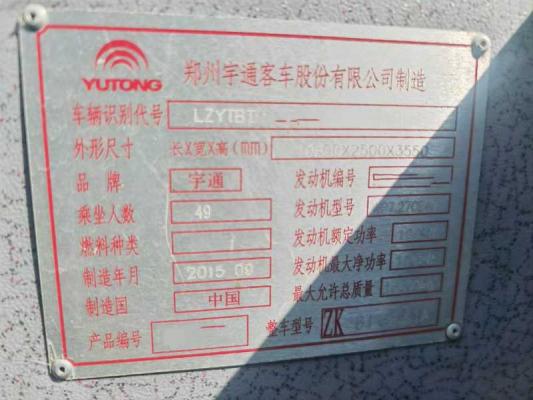 YUTONG
郑州宇通客车股份有限公司制造
车辆识别代号 LZYTBT
外形尺寸 长X宽X高(mm) X2500X3550
品牌 宇通 发动机编号
乘坐人数 49 发动机型号
燃料种类 发动机额定功率
制造年月 2015 09 发动机最大净功率
制造国 中国 最大允许总质量
产品编号 整车型号 ZK